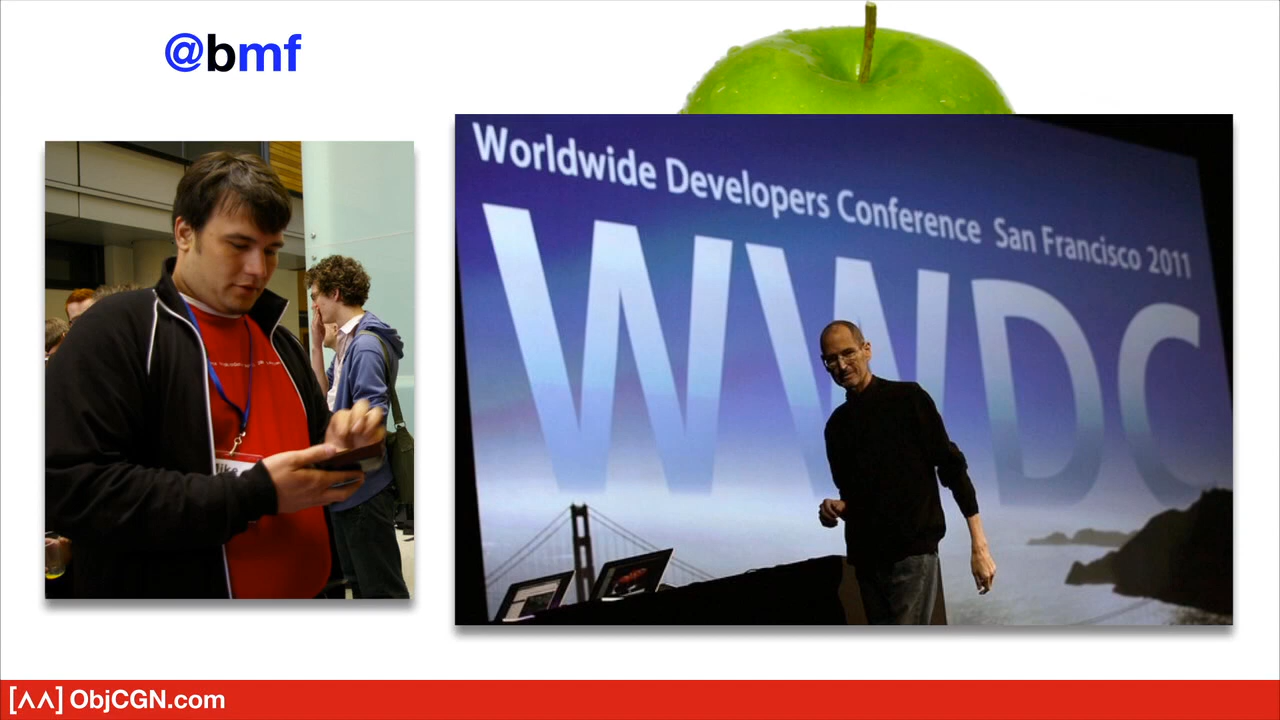 @bmf
Worldwide Developers Conference San Francisco 2011
WWDC
[ʌʌ] ObjCGN.com